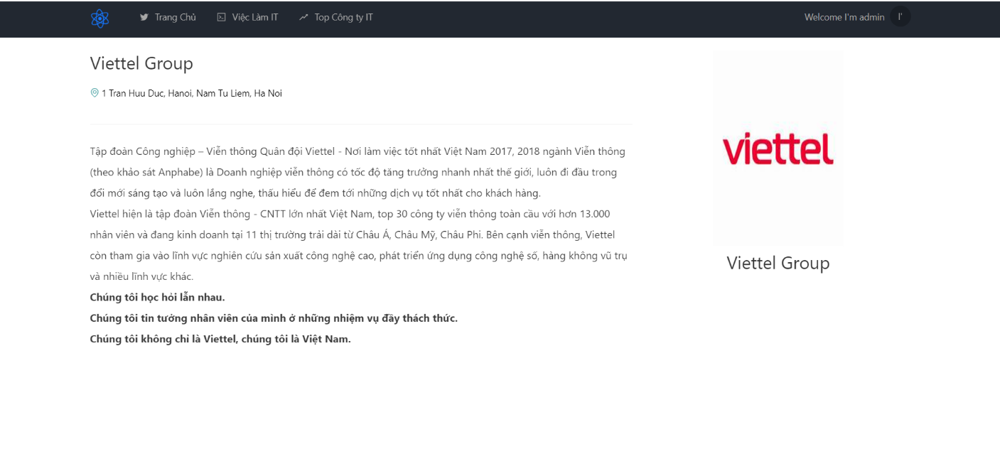 Trang Chủ Việc Làm IT Top Công ty IT Welcome I'm admin I'
Viettel Group
1 Tran Huu Duc, Hanoi, Nam Tu Liem, Ha Noi
Tập đoàn Công nghiệp – Viễn thông Quân đội Viettel - Nơi làm việc tốt nhất Việt Nam 2017, 2018 ngành Viễn thông
(theo khảo sát Anphabe) là Doanh nghiệp viễn thông có tốc độ tăng trưởng nhanh nhất thế giới, luôn đi đầu trong
đổi mới sáng tạo và luôn lắng nghe, thấu hiểu để đem tới những dịch vụ tốt nhất cho khách hàng.
Viettel hiện là tập đoàn Viễn thông - CNTT lớn nhất Việt Nam, top 30 công ty viễn thông toàn cầu với hơn 13.000
nhân viên và đang kinh doanh tại 11 thị trường trải dài từ Châu Á, Châu Mỹ, Châu Phi. Bên cạnh viễn thông, Viettel
còn tham gia vào lĩnh vực nghiên cứu sản xuất công nghệ cao, phát triển ứng dụng công nghệ số, hàng không vũ trụ
và nhiều lĩnh vực khác.
Chúng tôi học hỏi lẫn nhau.
Chúng tôi tin tưởng nhân viên của mình ở những nhiệm vụ đầy thách thức.
Chúng tôi không chỉ là Viettel, chúng tôi là Việt Nam.
viettel
Viettel Group